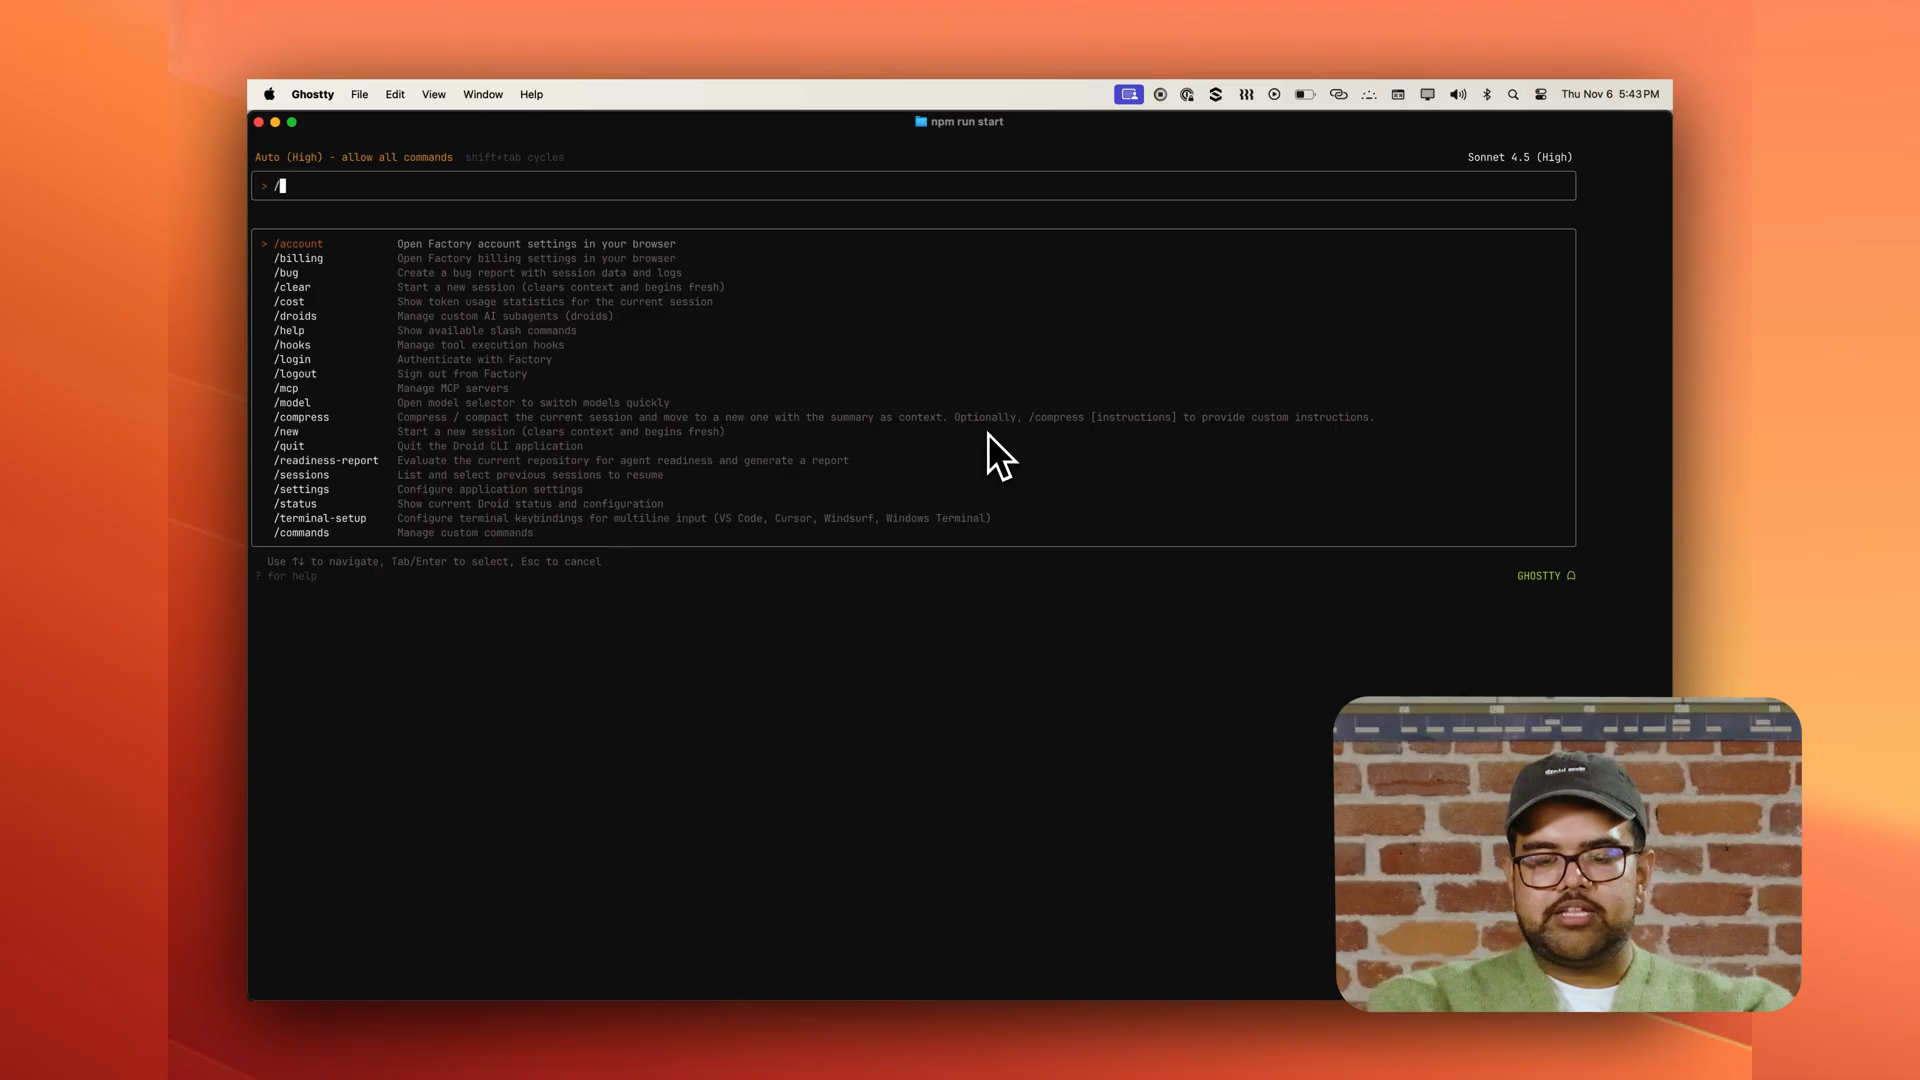 Ghostty File Edit View Window Help Thu Nov 6 5:43 PM
npm run start
Auto (High) - allow all commands shift+tab cycles Sonnet 4.5 (High)
> /
> /account Open Factory account settings in your browser
/billing Open Factory billing settings in your browser
/bug Create a bug report with session data and logs
/clear Start a new session (clears context and begins fresh)
/cost Show token usage statistics for the current session
/droids Manage custom AI subagents (droids)
/help Show available slash commands
/hooks Manage tool execution hooks
/login Authenticate with Factory
/logout Sign out from Factory
/mcp Manage MCP servers
/model Open model selector to switch models quickly
/compress Compress / compact the current session and move to a new one with the summary as context. Optionally, /compress [instructions] to provide custom instructions.
/new Start a new session (clears context and begins fresh)
/quit Quit the Droid CLI application
/readiness-report Evaluate the current repository for agent readiness and generate a report
/sessions List and select previous sessions to resume
/settings Configure application settings
/status Show current Droid status and configuration
/terminal-setup Configure terminal keybindings for multiline input (VS Code, Cursor, Windsurf, Windows Terminal)
/commands Manage custom commands
Use ↑↓ to navigate, Tab/Enter to select, Esc to cancel
? for help GHOSTTY